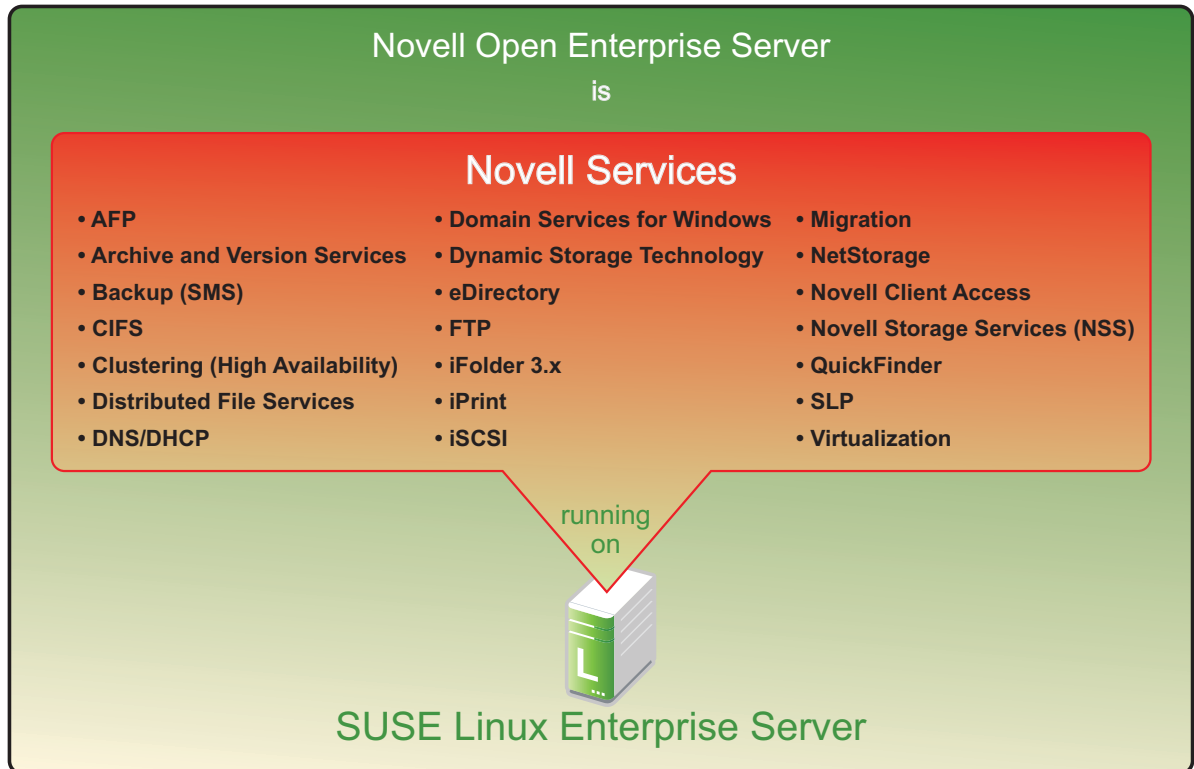 Novell Open Enterprise Server
is
Novell Services
• AFP
• Archive and Version Services
• Backup (SMS)
• CIFS
• Clustering (High Availability)
• Distributed File Services
• DNS/DHCP
• Domain Services for Windows
• Dynamic Storage Technology
• eDirectory
• FTP
• iFolder 3.x
• iPrint
• iSCSI
• Migration
• NetStorage
• Novell Client Access
• Novell Storage Services (NSS)
• QuickFinder
• SLP
• Virtualization
running
on
L
SUSE Linux Enterprise Server